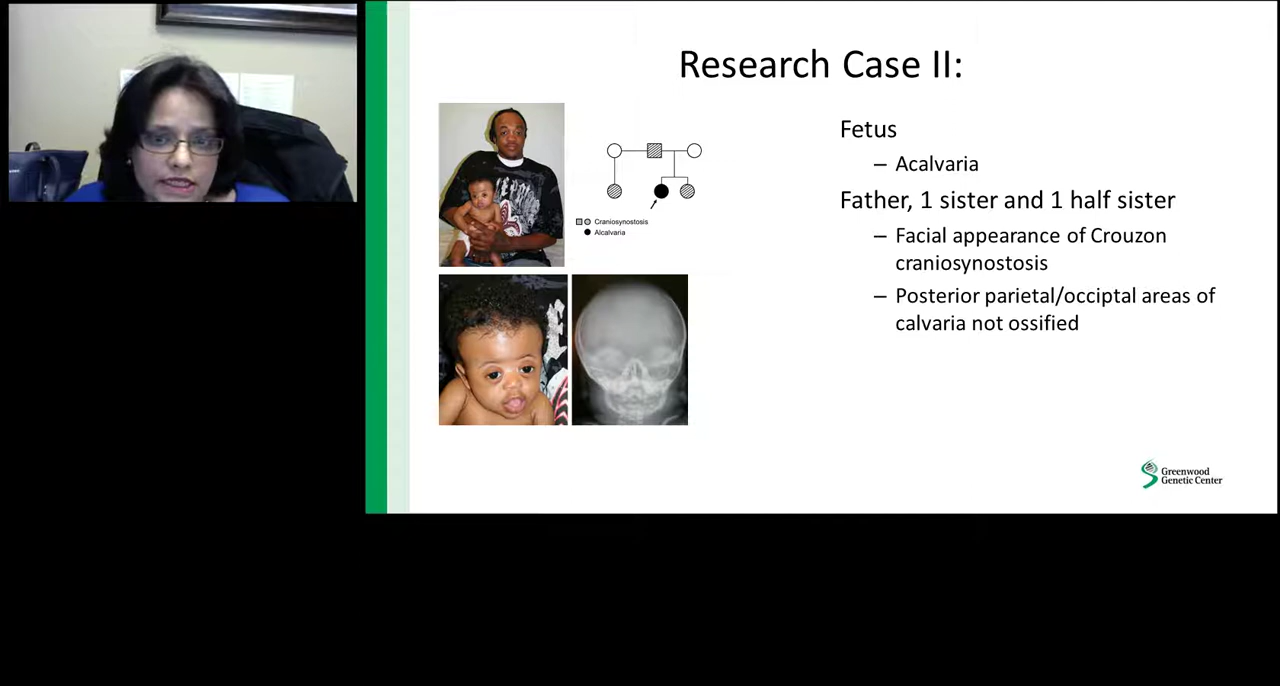 Research Case II:
Craniosynostosis
Alcalvaria
Fetus
– Acalvaria
Father, 1 sister and 1 half sister
– Facial appearance of Crouzon
craniosynostosis
– Posterior parietal/occiptal areas of
calvaria not ossified
Greenwood
Genetic Center